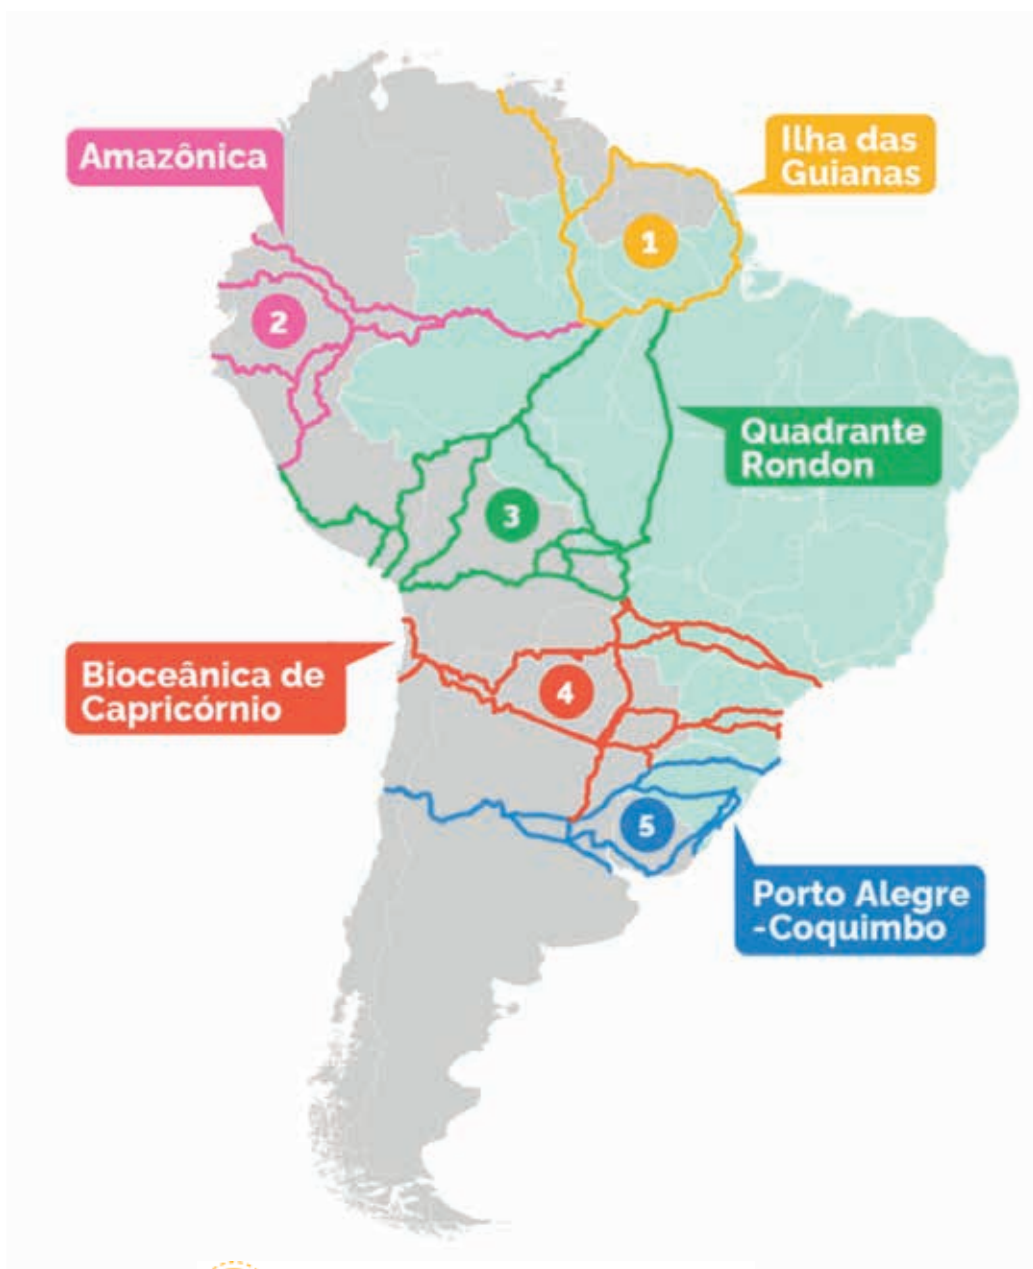 Amazônica
Ilha das
Guianas
1
2
Quadrante
Rondon
3
Bioceânica de
Capricórnio
4
5
Porto Alegre
-Coquimbo